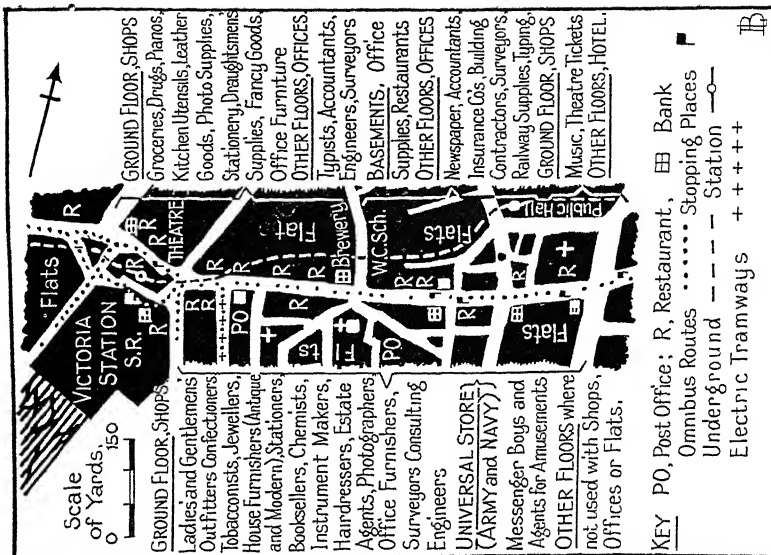 Scale
of Yards.
0 150
GROUND FLOOR, SHOPS,
Ladies' and Gentlemens'
Outfitters Confectioners
Tobacconists, Jewellers,
House Furnishers (Antique
and Modern), Stationers,
Booksellers, Chemists,
Instrument Makers,
Hairdressers, Estate
Agents, Photographers,
Office Furnishers,
Surveyors Consulting
Engineers
UNIVERSAL STORE
(ARMY and NAVY)
Messenger Boys and
Agents for Amusements
OTHER FLOORS where
not used with Shops,
Offices or Flats.
Flats
VICTORIA
STATION
S.R.
R
R
R
R
R
R
THEATRE
R
R
R
R
PO
R
R
R
R
Flat
Brewery
Flats
PO
W.C. Sch.
R
R
Flats
R
R
R
Public Hall
Flats
GROUND FLOOR, SHOPS
Groceries, Drugs, Pianos,
Kitchen Utensils, Leather
Goods, Photo Supplies,
Stationery, Draughtsmens'
Supplies, Fancy Goods,
Office Furniture
OTHER FLOORS, OFFICES.
Typists, Accountants,
Engineers, Surveyors
BASEMENTS, Office
Supplies, Restaurants
OTHER FLOORS, OFFICES
Newspaper, Accountants,
Insurance Co's, Building
Contractors, Surveyors,
Railway Supplies, Typing,
GROUND FLOOR, SHOPS
Music, Theatre Tickets
OTHER FLOORS, HOTEL.
KEY PO, Post Office; R, Restaurant, Bank
Omnibus Routes Stopping Places
Underground Station
Electric Tramways